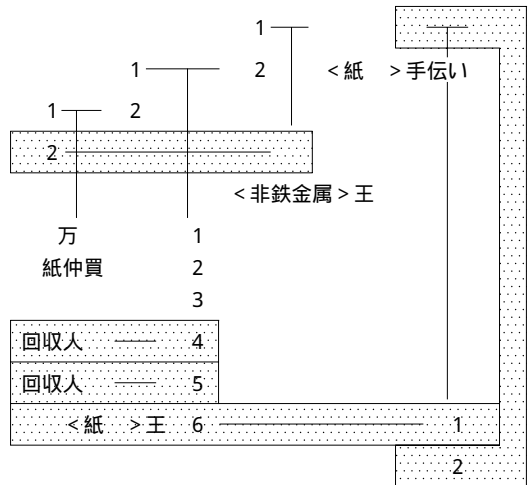 1
1 2 <紙 >手伝い
1 2
2
<非鉄金属>王
万 1
紙仲買 2
3
回収人 4
回収人 5
<紙 >王 6 1
2